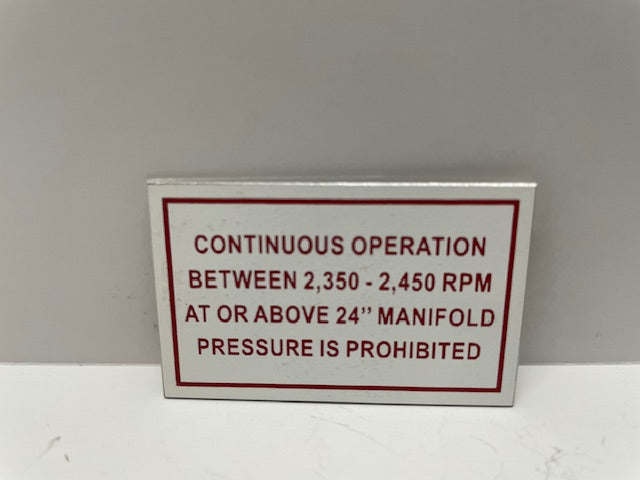 CONTINUOUS OPERATION
BETWEEN 2,350 - 2,450 RPM
AT OR ABOVE 24" MANIFOLD
PRESSURE IS PROHIBITED